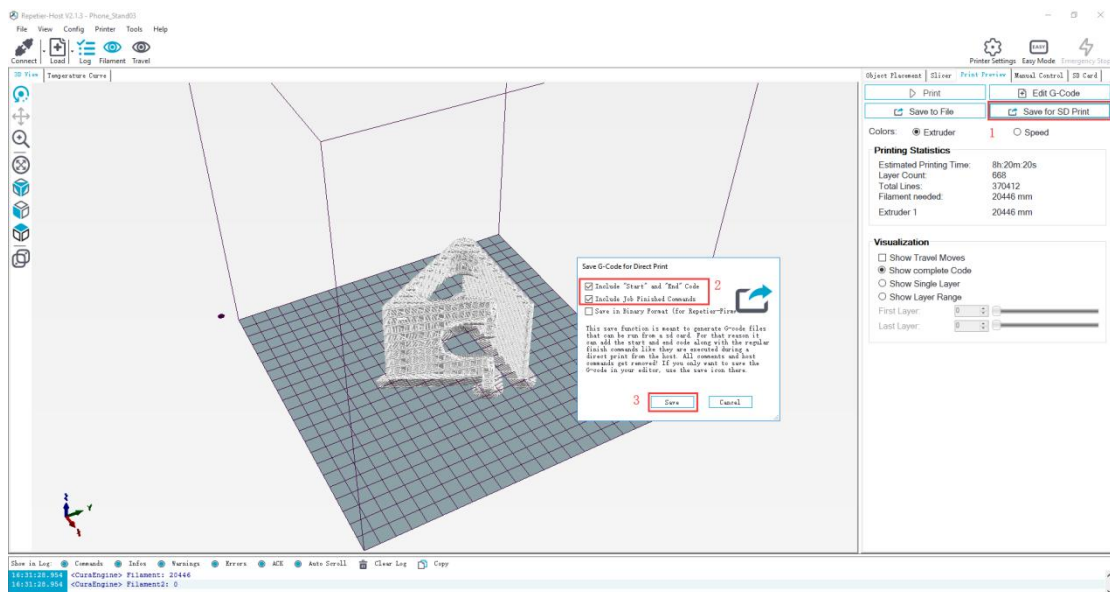 Repetier-Host V2.1.3 - Phone_Stand05
File View Config Printer Tools Help
Connect Load Log Filament Travel
Printer Settings Easy Mode Emergency Stop
EASY
3D View Temperature Curve
Object Placement Slicer Print Preview Manual Control SD Card
Print Edit G-Code
Save to File Save for SD Print
Colors: Extruder 1 Speed
Printing Statistics
Estimated Printing Time: 8h:20m:20s
Layer Count: 668
Total Lines: 370412
Filament needed: 20446 mm
Extruder 1 20446 mm
Visualization
Show Travel Moves
Show complete Code
Show Single Layer
Show Layer Range
First Layer: 0
Last Layer: 0
Save G-Code for Direct Print
Include "Start" and "End" Code 2
Include Job Finished Commands
Save in Binary Format (for Repetier-Firm
This save function is meant to generate G-code files
that can be run from a sd card. For that reason it
can add the start and end code along with the regular
finish commands like they are executed during a
direct print from the host. All comments and host
commands get removed! If you only want to save the
G-code in your editor, use the save icon there.
3 Save Cancel
Z
Y
X
Show in Log: Commands Infos Warnings Errors ACK Auto Scroll Clear Log Copy
16:31:28.954 <CuraEngine> Filament: 20446
16:31:28.954 <CuraEngine> Filament2: 0